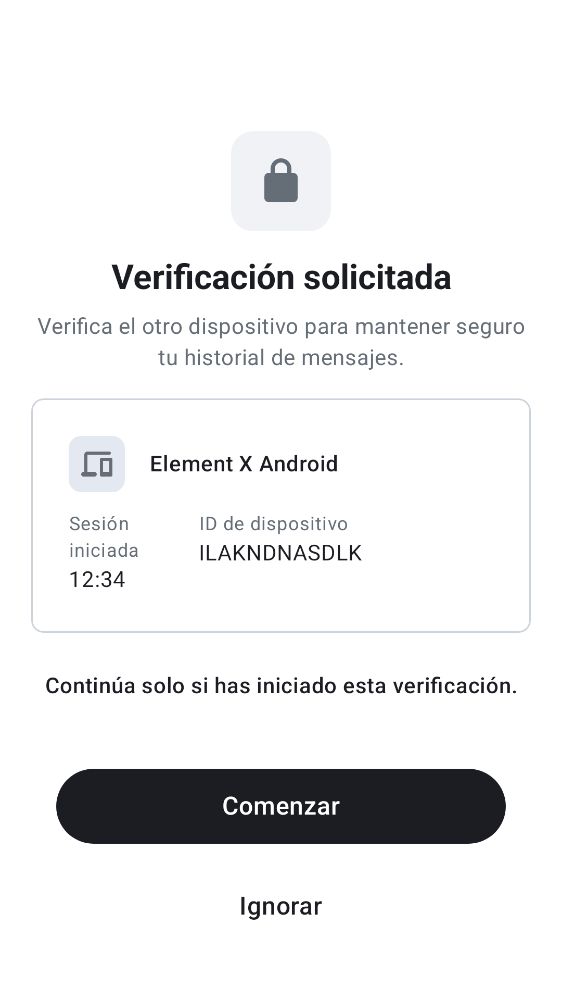 Verificación solicitada
Verifica el otro dispositivo para mantener seguro
tu historial de mensajes.
Element X Android
Sesión
iniciada
12:34
ID de dispositivo
ILAKNDNASDLK
Continúa solo si has iniciado esta verificación.
Comenzar
Ignorar